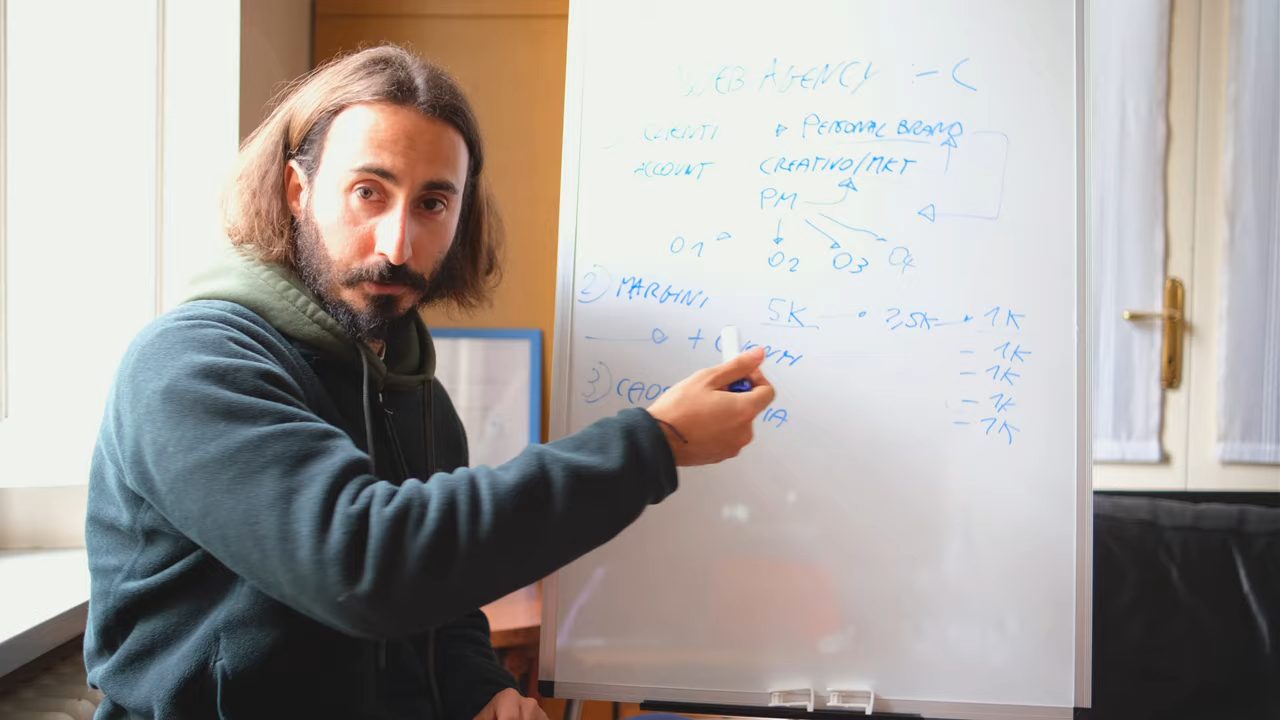 WEB AGENCY :-(
CLIENTI PERSONAL BRAND
ACCOUNT CREATIVO/MKT
PM
01 02 03 04
2) MARGINI
5K 2,5K 1K
+
- 1K
- 1K
3)
- 1K
- 1K